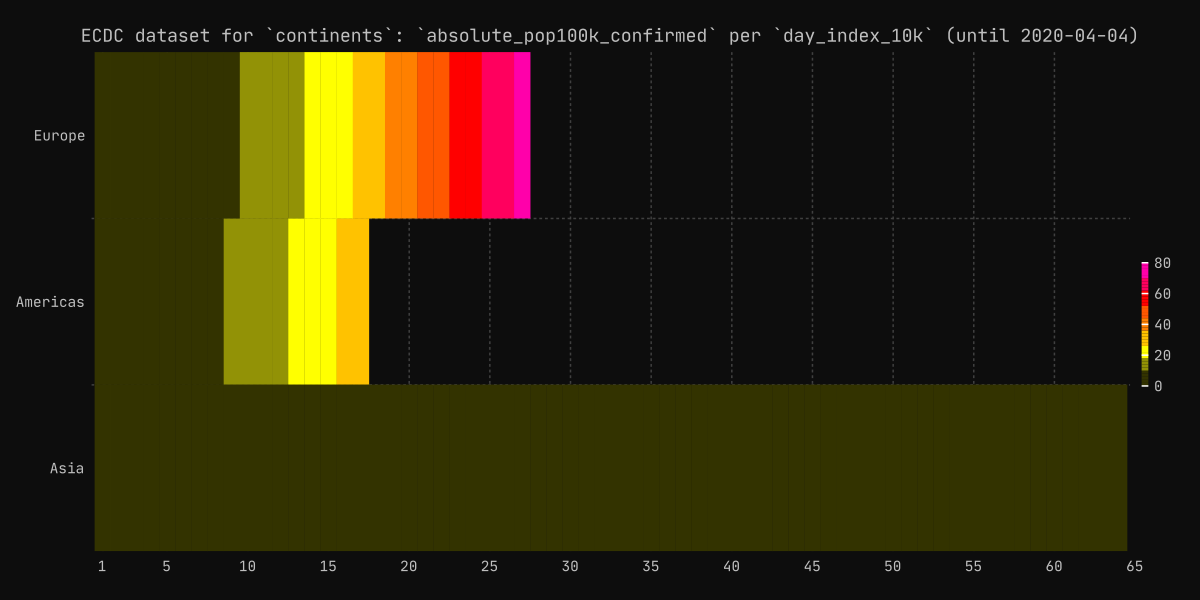 ECDC dataset for `continents`: `absolute_pop100k_confirmed` per `day_index_10k` (until 2020-04-04)
Europe
Americas
Asia
80
60
40
20
0
1 5 10 15 20 25 30 35 40 45 50 55 60 65